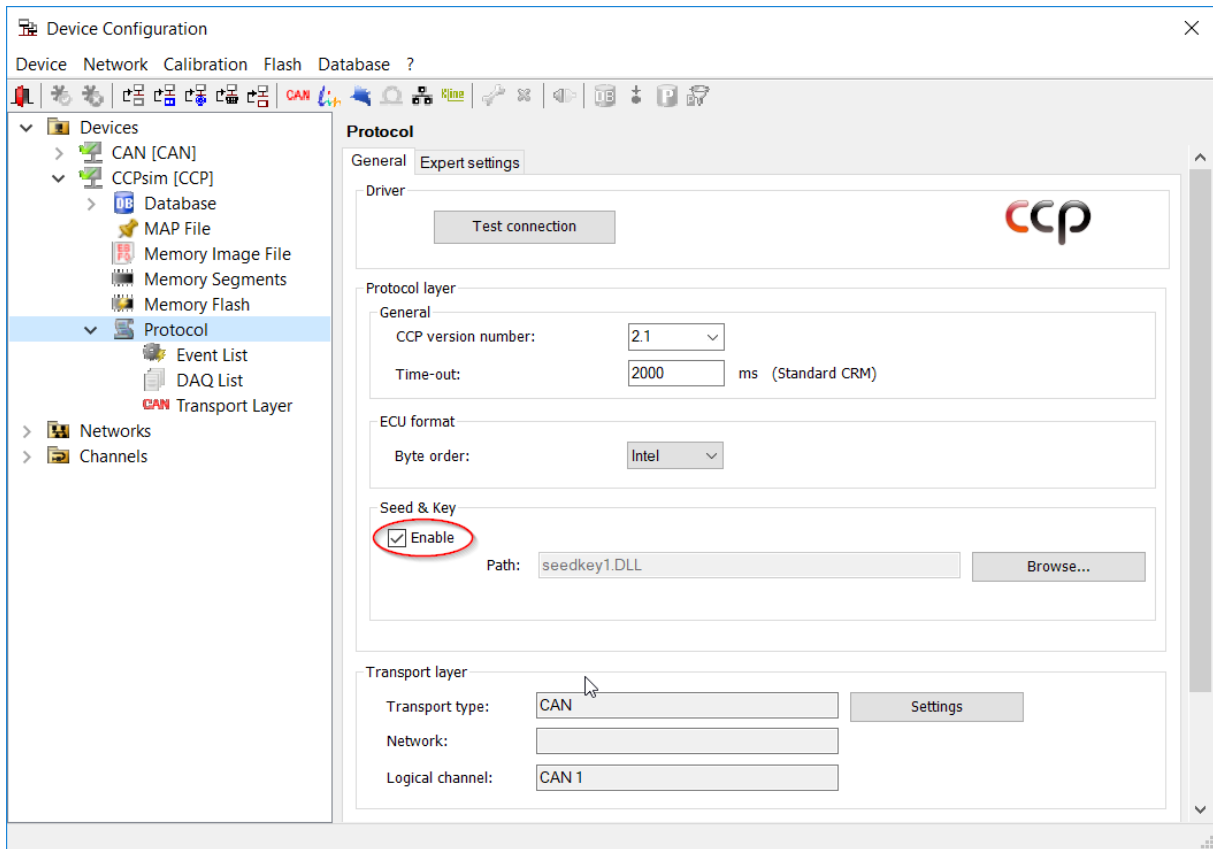 Device Configuration
Device Network Calibration Flash Database ?
CAN Lin Kline DB P
Devices
CAN [CAN]
CCPsim [CCP]
DB Database
MAP File
Memory Image File
Memory Segments
Memory Flash
Protocol
Event List
DAQ List
CAN Transport Layer
Networks
Channels
Protocol
General Expert settings
Driver
Test connection
ccp
Protocol layer
General
CCP version number: 2.1
Time-out: 2000 ms (Standard CRM)
ECU format
Byte order: Intel
Seed & Key
Enable
Path: seedkey1.DLL Browse...
Transport layer
Transport type: CAN Settings
Network:
Logical channel: CAN 1